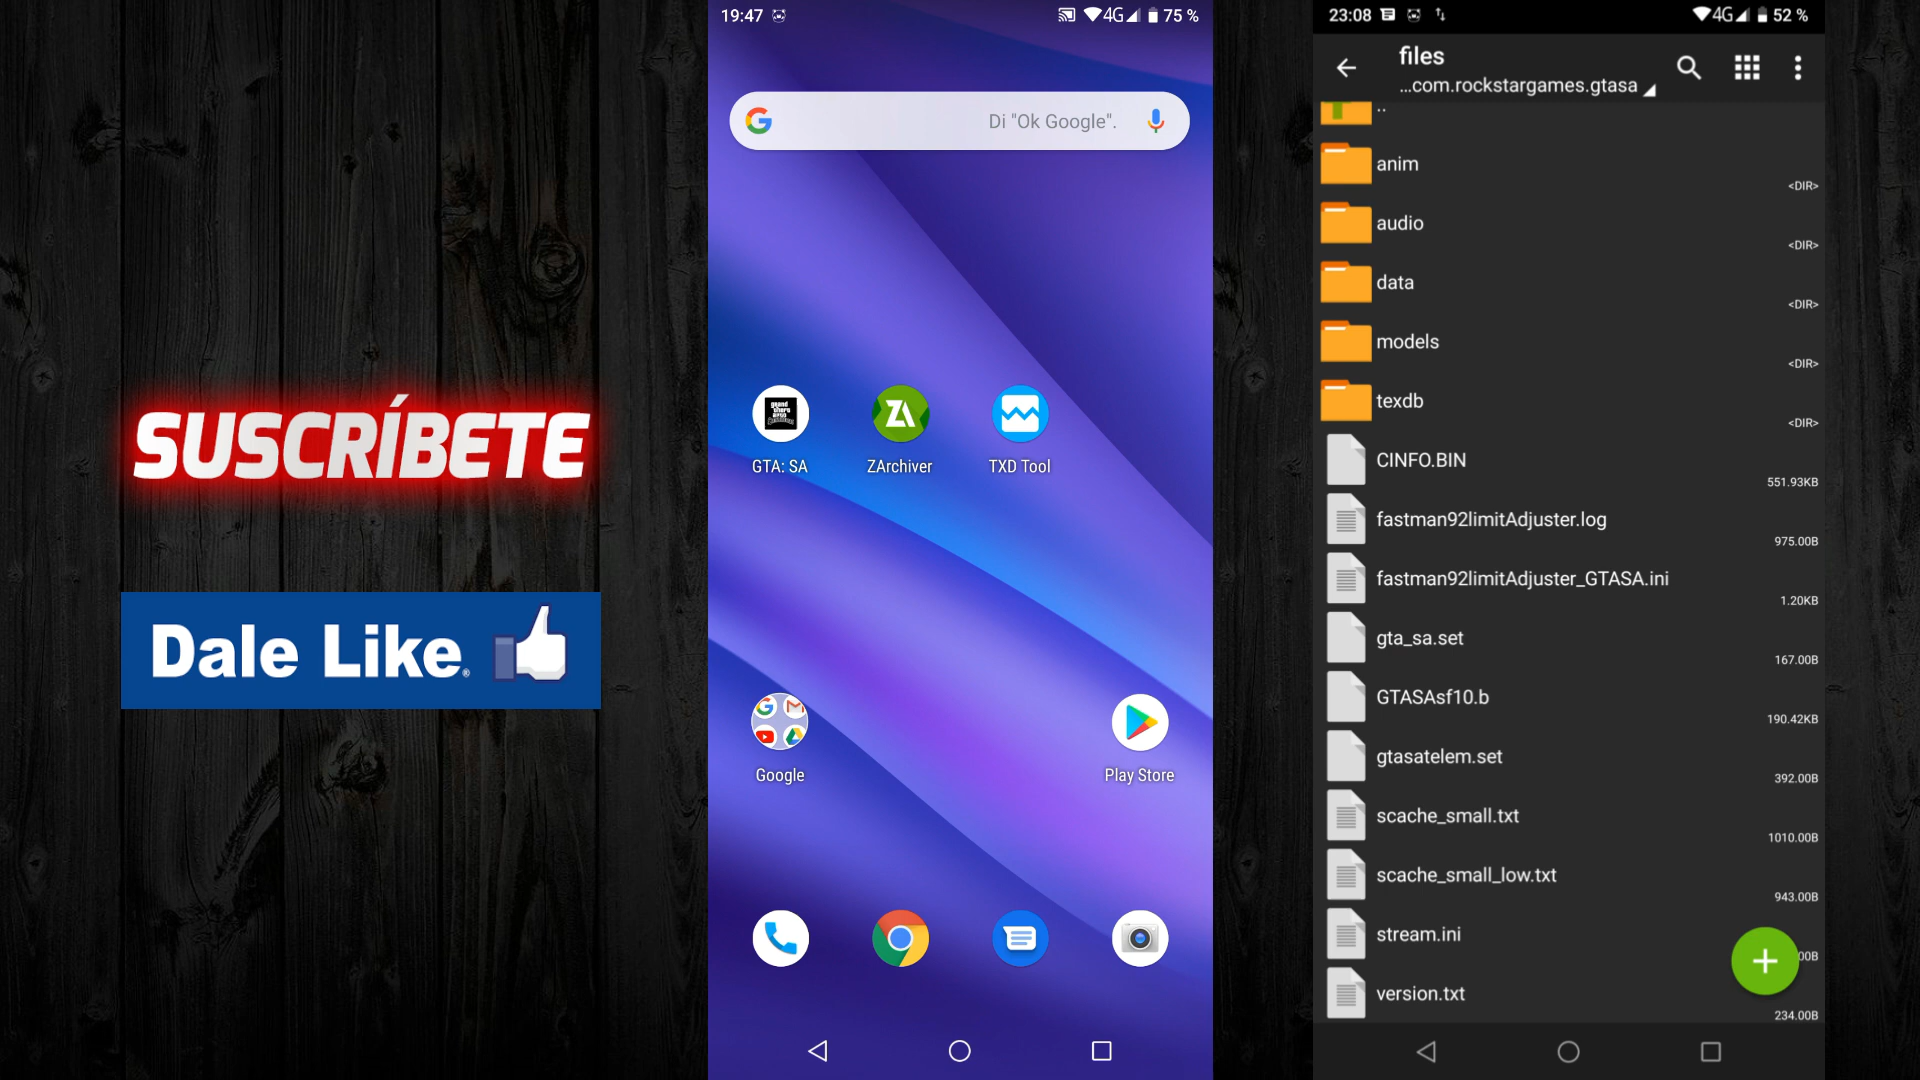 SUSCRÍBETE
Dale Like®
19:47
4G 75 %
Di "Ok Google".
GTA: SA
ZArchiver
TXD Tool
Google
Play Store
23:08
4G 52 %
files
...com.rockstargames.gtasa
..
anim
<DIR>
audio
<DIR>
data
<DIR>
models
<DIR>
texdb
<DIR>
CINFO.BIN
551.93KB
fastman92limitAdjuster.log
975.00B
fastman92limitAdjuster_GTASA.ini
1.20KB
gta_sa.set
167.00B
GTASAsf10.b
190.42KB
gtasatelem.set
392.00B
scache_small.txt
1010.00B
scache_small_low.txt
943.00B
stream.ini
00B
version.txt
234.00B